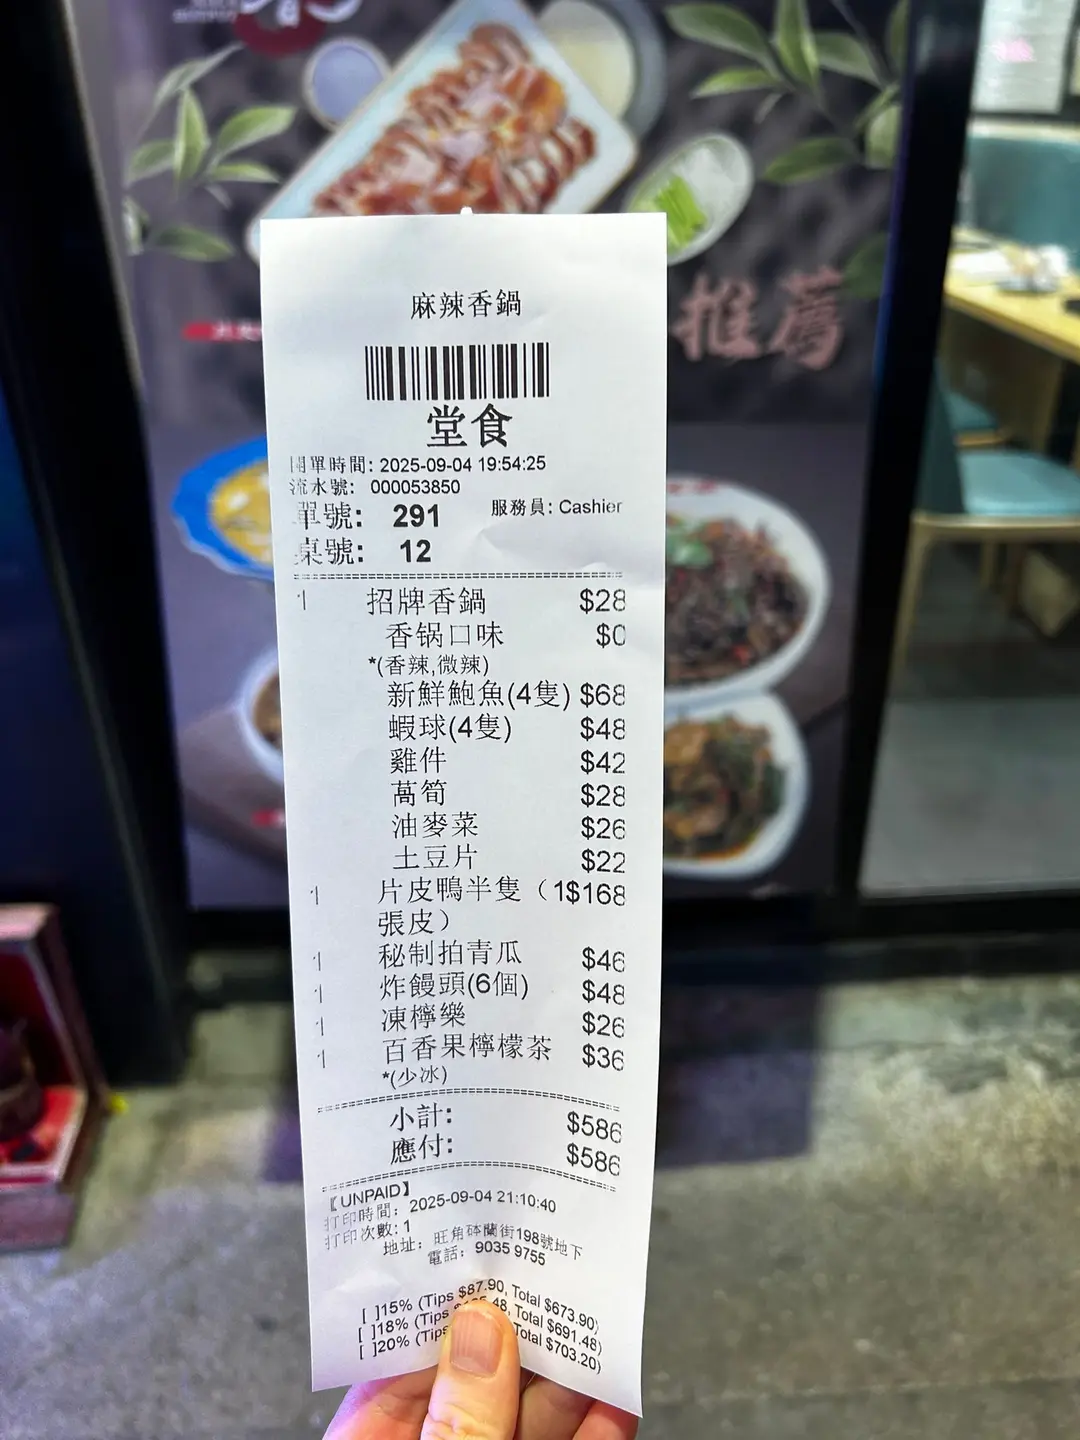 推薦
麻辣香鍋
堂食
開單時間: 2025-09-04 19:54:25
流水號: 000053850
單號: 291 服務員: Cashier
桌號: 12
1 招牌香鍋 $28
香锅口味 $0
*(香辣,微辣)
新鮮鮑魚(4隻) $68
蝦球(4隻) $48
雞件 $42
萵筍 $28
油麥菜 $26
土豆片 $22
1 片皮鴨半隻（1$168
張皮）
1 秘制拍青瓜 $46
1 炸饅頭(6個) $48
1 凍檸樂 $26
1 百香果檸檬茶 $36
*(少冰)
小計: $586
應付: $586
【UNPAID】
打印時間: 2025-09-04 21:10:40
打印次數: 1
地址: 旺角砵蘭街198號地下
電話: 9035 9755
[ ]15% (Tips $87.90, Total $673.90)
[ ]18% (Tips 48, Total $691.48)
[ ]20% (Tips Total $703.20)